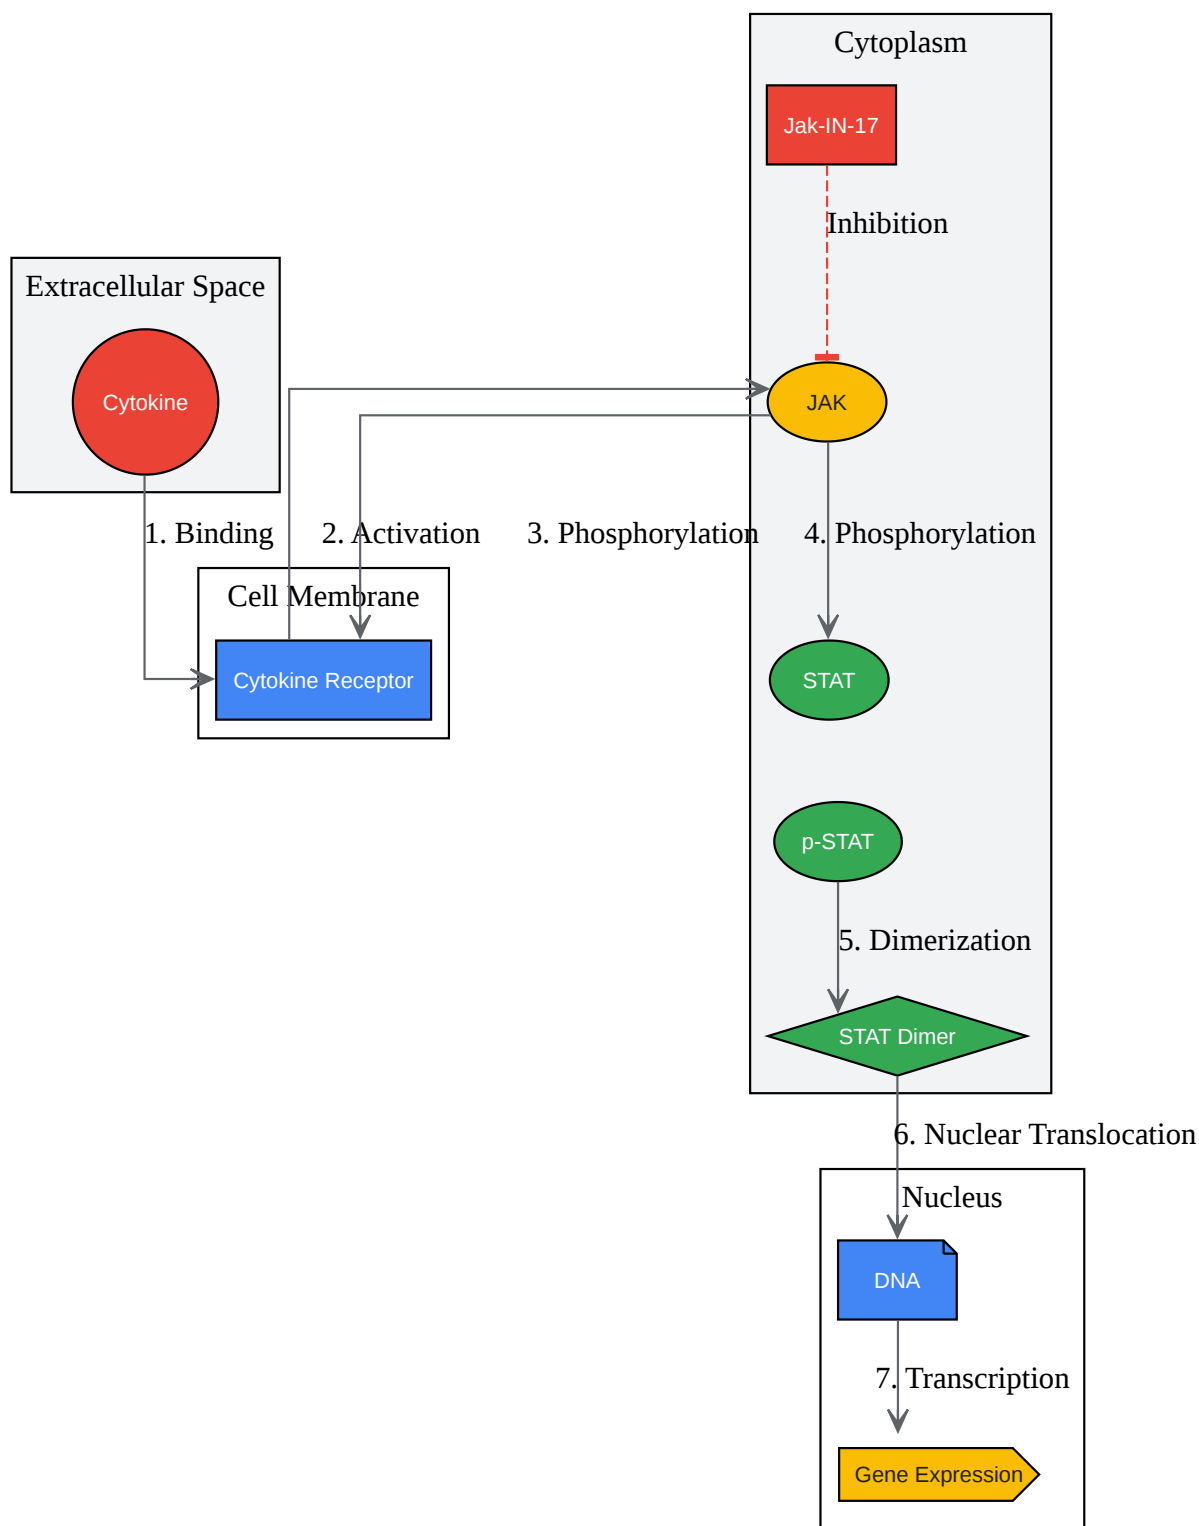 Cytoplasm
Jak-IN-17
Inhibition
Extracellular Space
Cytokine
JAK
1. Binding
2. Activation
3. Phosphorylation
4. Phosphorylation
Cell Membrane
Cytokine Receptor
STAT
p-STAT
5. Dimerization
STAT Dimer
6. Nuclear Translocation
Nucleus
DNA
7. Transcription
Gene Expression